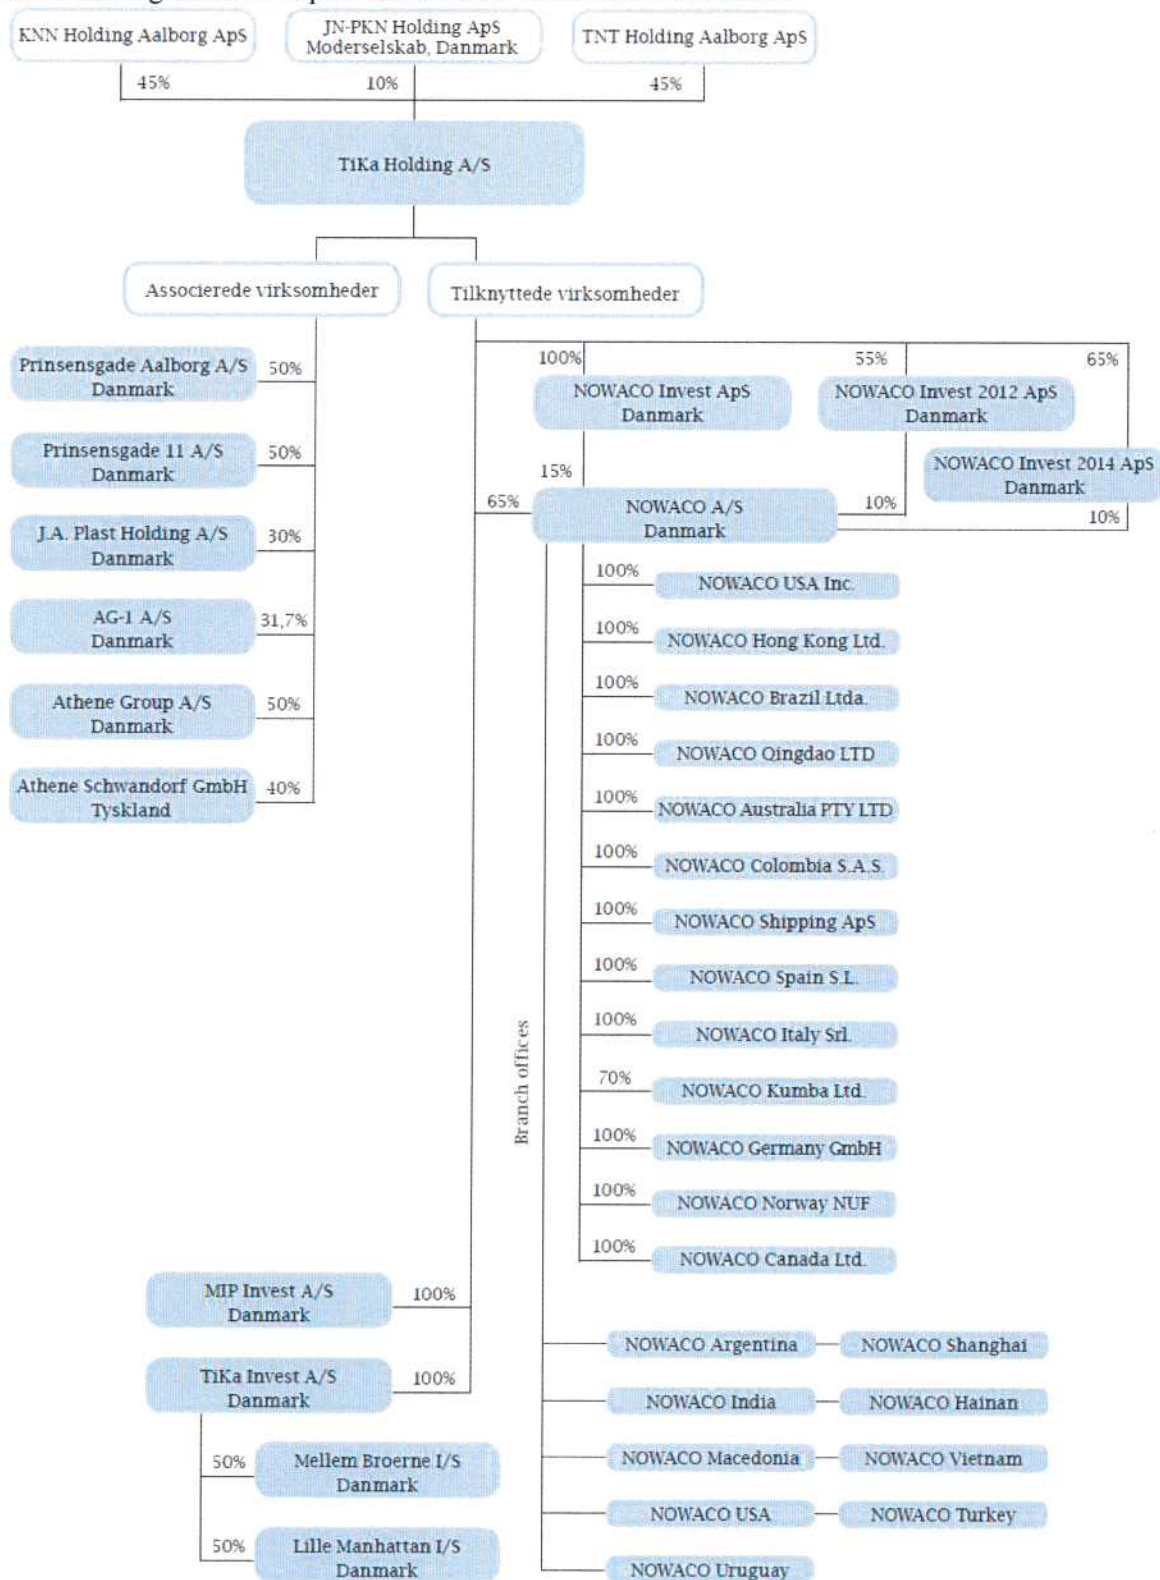 KNN Holding Aalborg ApS
JN-PKN Holding ApS
Moderselskab, Danmark
TNT Holding Aalborg ApS
45%
10%
45%
TiKa Holding A/S
Associerede virksomheder
Tilknyttede virksomheder
Prinsensgade Aalborg A/S
Danmark
50%
Prinsensgade 11 A/S
Danmark
50%
J.A. Plast Holding A/S
Danmark
30%
AG-1 A/S
Danmark
31,7%
Athene Group A/S
Danmark
50%
Athene Schwandorf GmbH
Tyskland
40%
100%
55%
65%
NOWACO Invest ApS
Danmark
NOWACO Invest 2012 ApS
Danmark
NOWACO Invest 2014 ApS
Danmark
15%
65%
NOWACO A/S
Danmark
10%
10%
100%
NOWACO USA Inc.
100%
NOWACO Hong Kong Ltd.
100%
NOWACO Brazil Ltda.
100%
NOWACO Qingdao LTD
100%
NOWACO Australia PTY LTD
100%
NOWACO Colombia S.A.S.
100%
NOWACO Shipping ApS
100%
NOWACO Spain S.L.
100%
NOWACO Italy Srl.
70%
NOWACO Kumba Ltd.
100%
NOWACO Germany GmbH
100%
NOWACO Norway NUF
100%
NOWACO Canada Ltd.
Branch offices
MIP Invest A/S
Danmark
100%
TiKa Invest A/S
Danmark
100%
50%
Mellem Broerne I/S
Danmark
50%
Lille Manhattan I/S
Danmark
NOWACO Argentina
NOWACO Shanghai
NOWACO India
NOWACO Hainan
NOWACO Macedonia
NOWACO Vietnam
NOWACO USA
NOWACO Turkey
NOWACO Uruguay